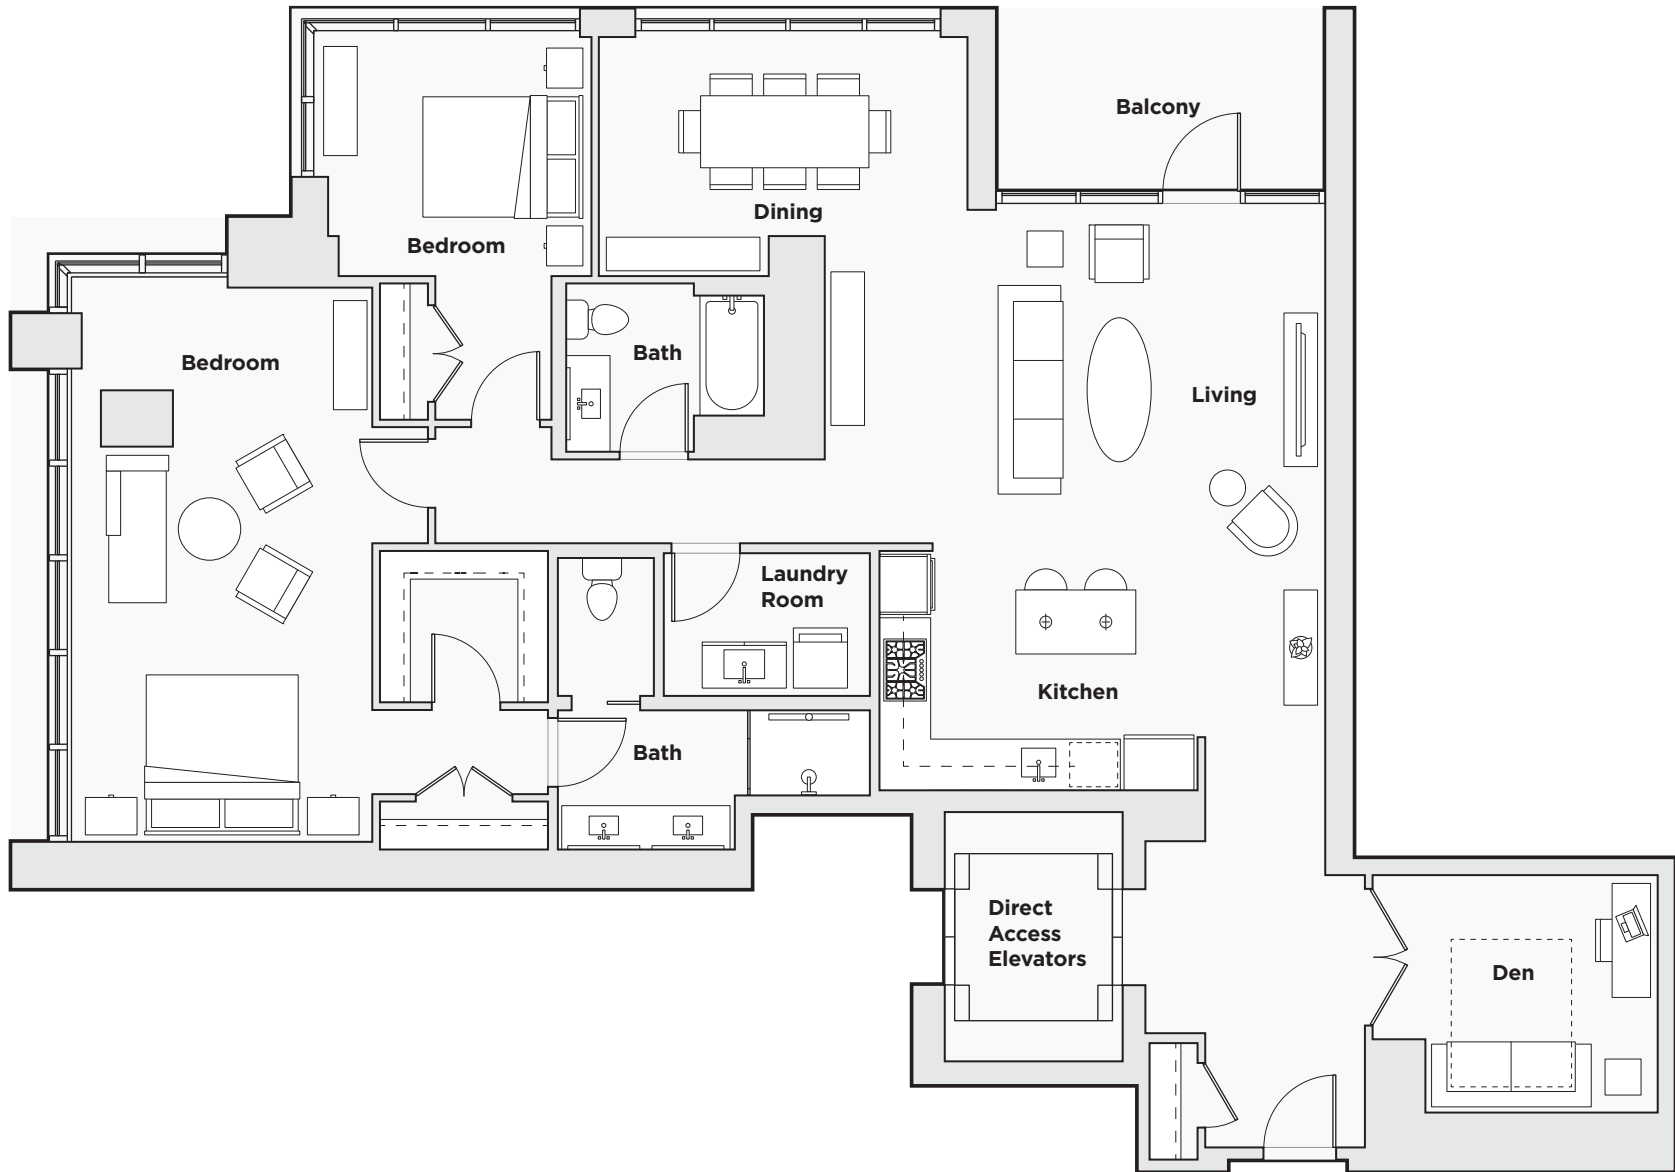 Balcony
Dining
Bedroom
Bath
Bedroom
Living
Laundry
Room
Kitchen
Bath
Direct
Access
Elevators
Den